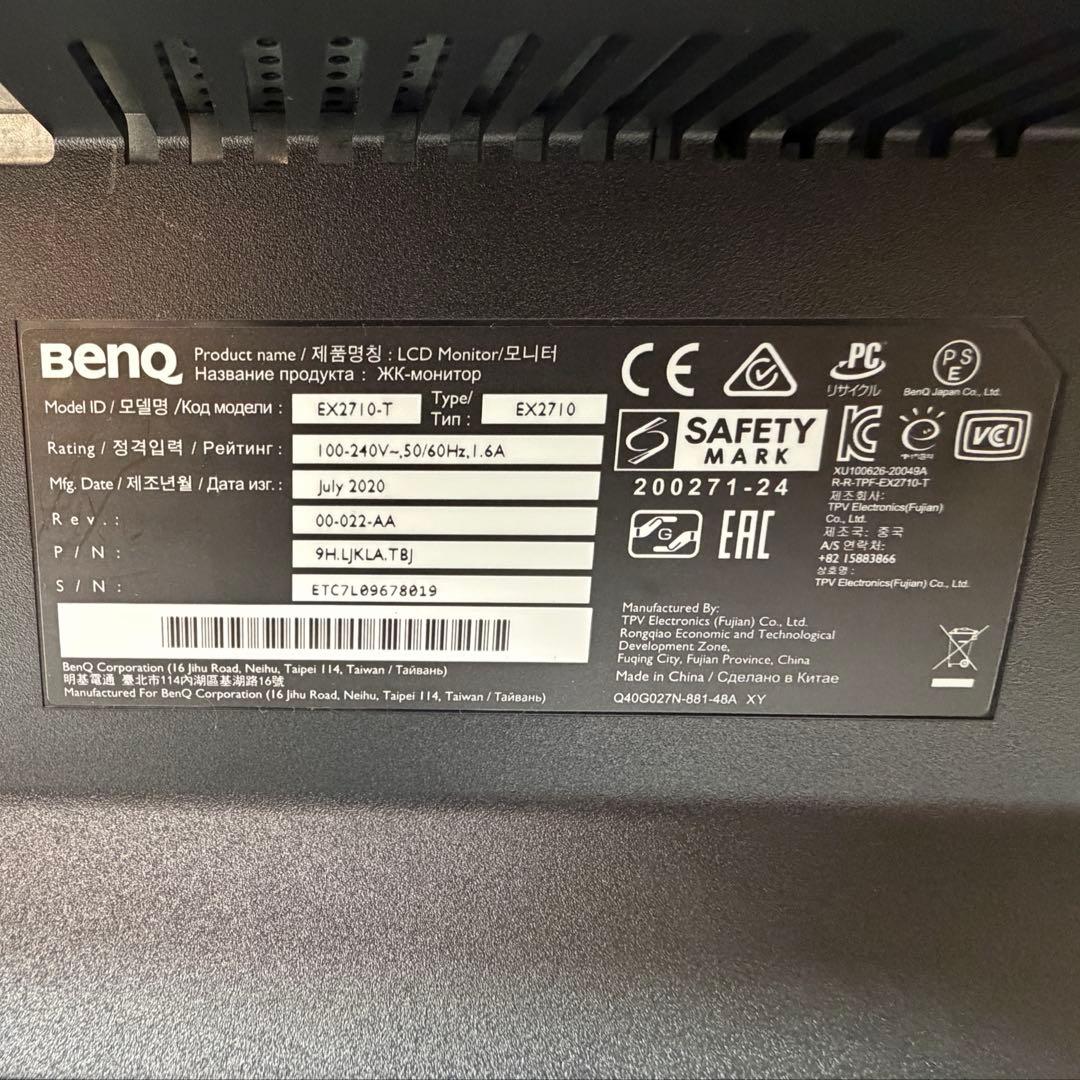 BenQ
Product name / 제품명칭 : LCD Monitor/모니터
Название продукта : ЖК-монитор
Model ID / 모델명 /Код модели : EX2710-T Type/ Тип : EX2710
Rating / 정격입력 / Рейтинг : 100-240V~,50/60Hz,1.6A
Mfg. Date / 제조년월 / Дата изг. : July 2020
Rev. : 00-022-AA
P / N : 9H.LJKLA.TBJ
S / N : ETC7L09678019
BenQ Corporation (16 Jihu Road, Neihu, Taipei 114, Taiwan / Тайвань)
明基電通 臺北市114內湖區基湖路16號
Manufactured For BenQ Corporation (16 Jihu Road, Neihu, Taipei 114, Taiwan / Тайвань)
CE
PC
リサイクル
PSE
BenQ Japan Co., Ltd.
SAFETY
MARK
200271-24
KC
VCCI
G
EAC
XU100626-20049A
R-R-TPF-EX2710-T
제조회사:
TPV Electronics(Fujian)
Co., Ltd.
제조국: 중국
A/S 연락처:
+82 15883866
상호명 :
TPV Electronics(Fujian) Co., Ltd.
Manufactured By:
TPV Electronics (Fujian) Co., Ltd.
Rongqiao Economic and Technological
Development Zone,
Fuqing City, Fujian Province, China
Made in China / Сделано в Китае
Q40G027N-881-48A XY